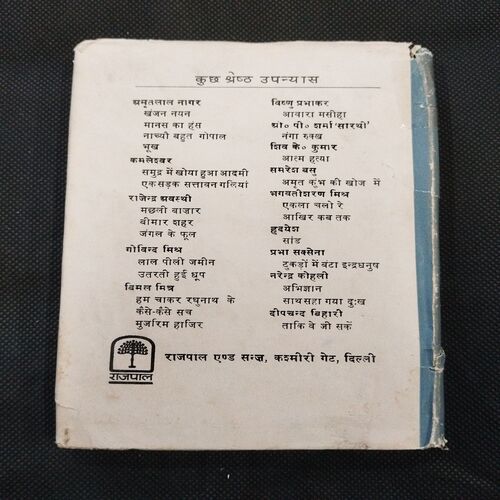 कुछ श्रेष्ठ उपन्यास
अमृतलाल नागर
खंजन नयन
मानस का हंस
नाच्यौ बहुत गोपाल
भूख
कमलेश्वर
समुद्र में खोया हुआ आदमी
एक सड़क सत्तावन गलियां
राजेन्द्र अवस्थी
मछली बाजार
बीमार शहर
जंगल के फूल
गोविन्द मिश्र
लाल पीली जमीन
उतरती हुई धूप
बिमल मित्र
हम चाकर रघुनाथ के
कैसे-कैसे सच
मुजरिम हाजिर
विष्णु प्रभाकर
आवारा मसीहा
ओ० पी० शर्मा 'सारथी'
नंगा रुक्ख
शिव के० कुमार
आत्म हत्या
समरेश बसु
अमृत कुंभ की खोज में
भगवतीशरण मिश्र
एकला चलो रे
आखिर कब तक
हृदयेश
सांड
प्रभा सक्सेना
टुकड़ों में बंटा इन्द्रधनुष
नरेन्द्र कोहली
अभिज्ञान
साथ सहा गया दुःख
दीपचन्द बिहारी
ताकि वे जी सकें
राजपाल
राजपाल एण्ड सन्ज़, कश्मीरी गेट, दिल्ली